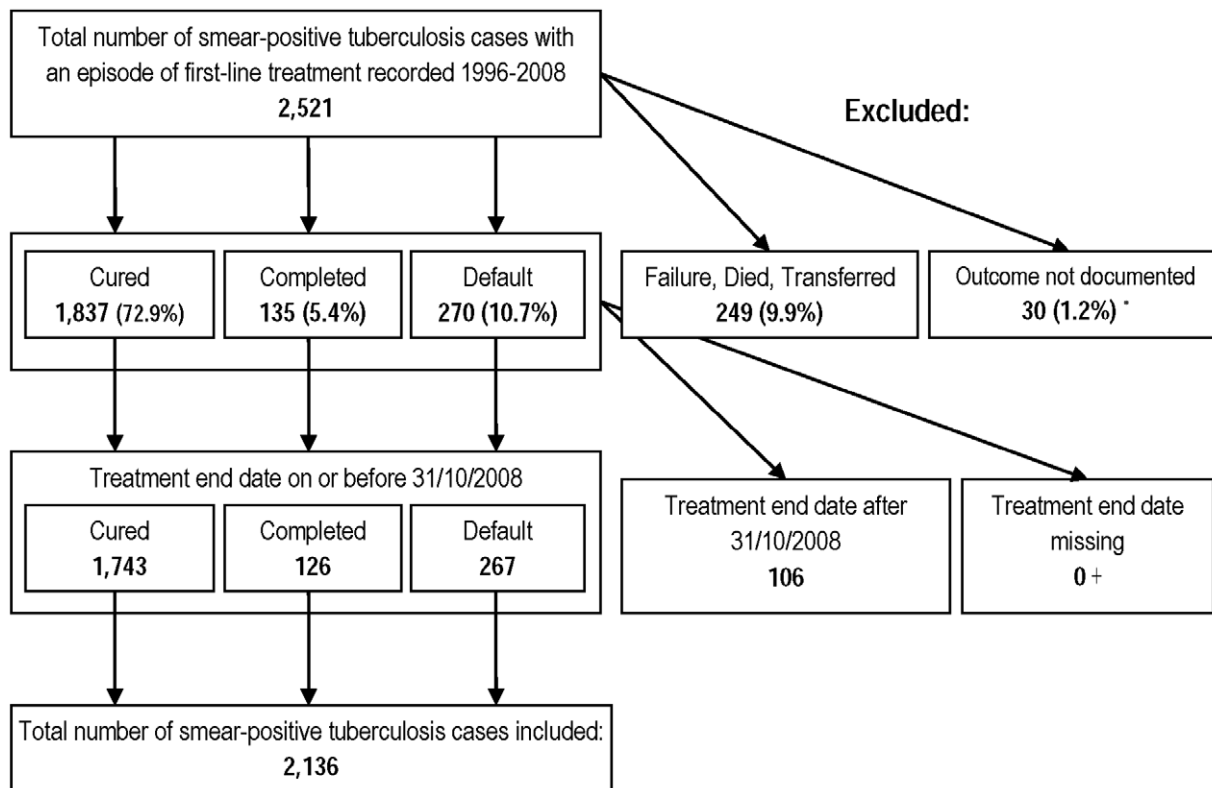 Total number of smear-positive tuberculosis cases with
an episode of first-line treatment recorded 1996-2008
2,521
Excluded:
Cured
1,837 (72.9%)
Completed
135 (5.4%)
Default
270 (10.7%)
Failure, Died, Transferred
249 (9.9%)
Outcome not documented
30 (1.2%) *
Treatment end date on or before 31/10/2008
Cured
1,743
Completed
126
Default
267
Treatment end date after
31/10/2008
106
Treatment end date
missing
0 +
Total number of smear-positive tuberculosis cases included:
2,136